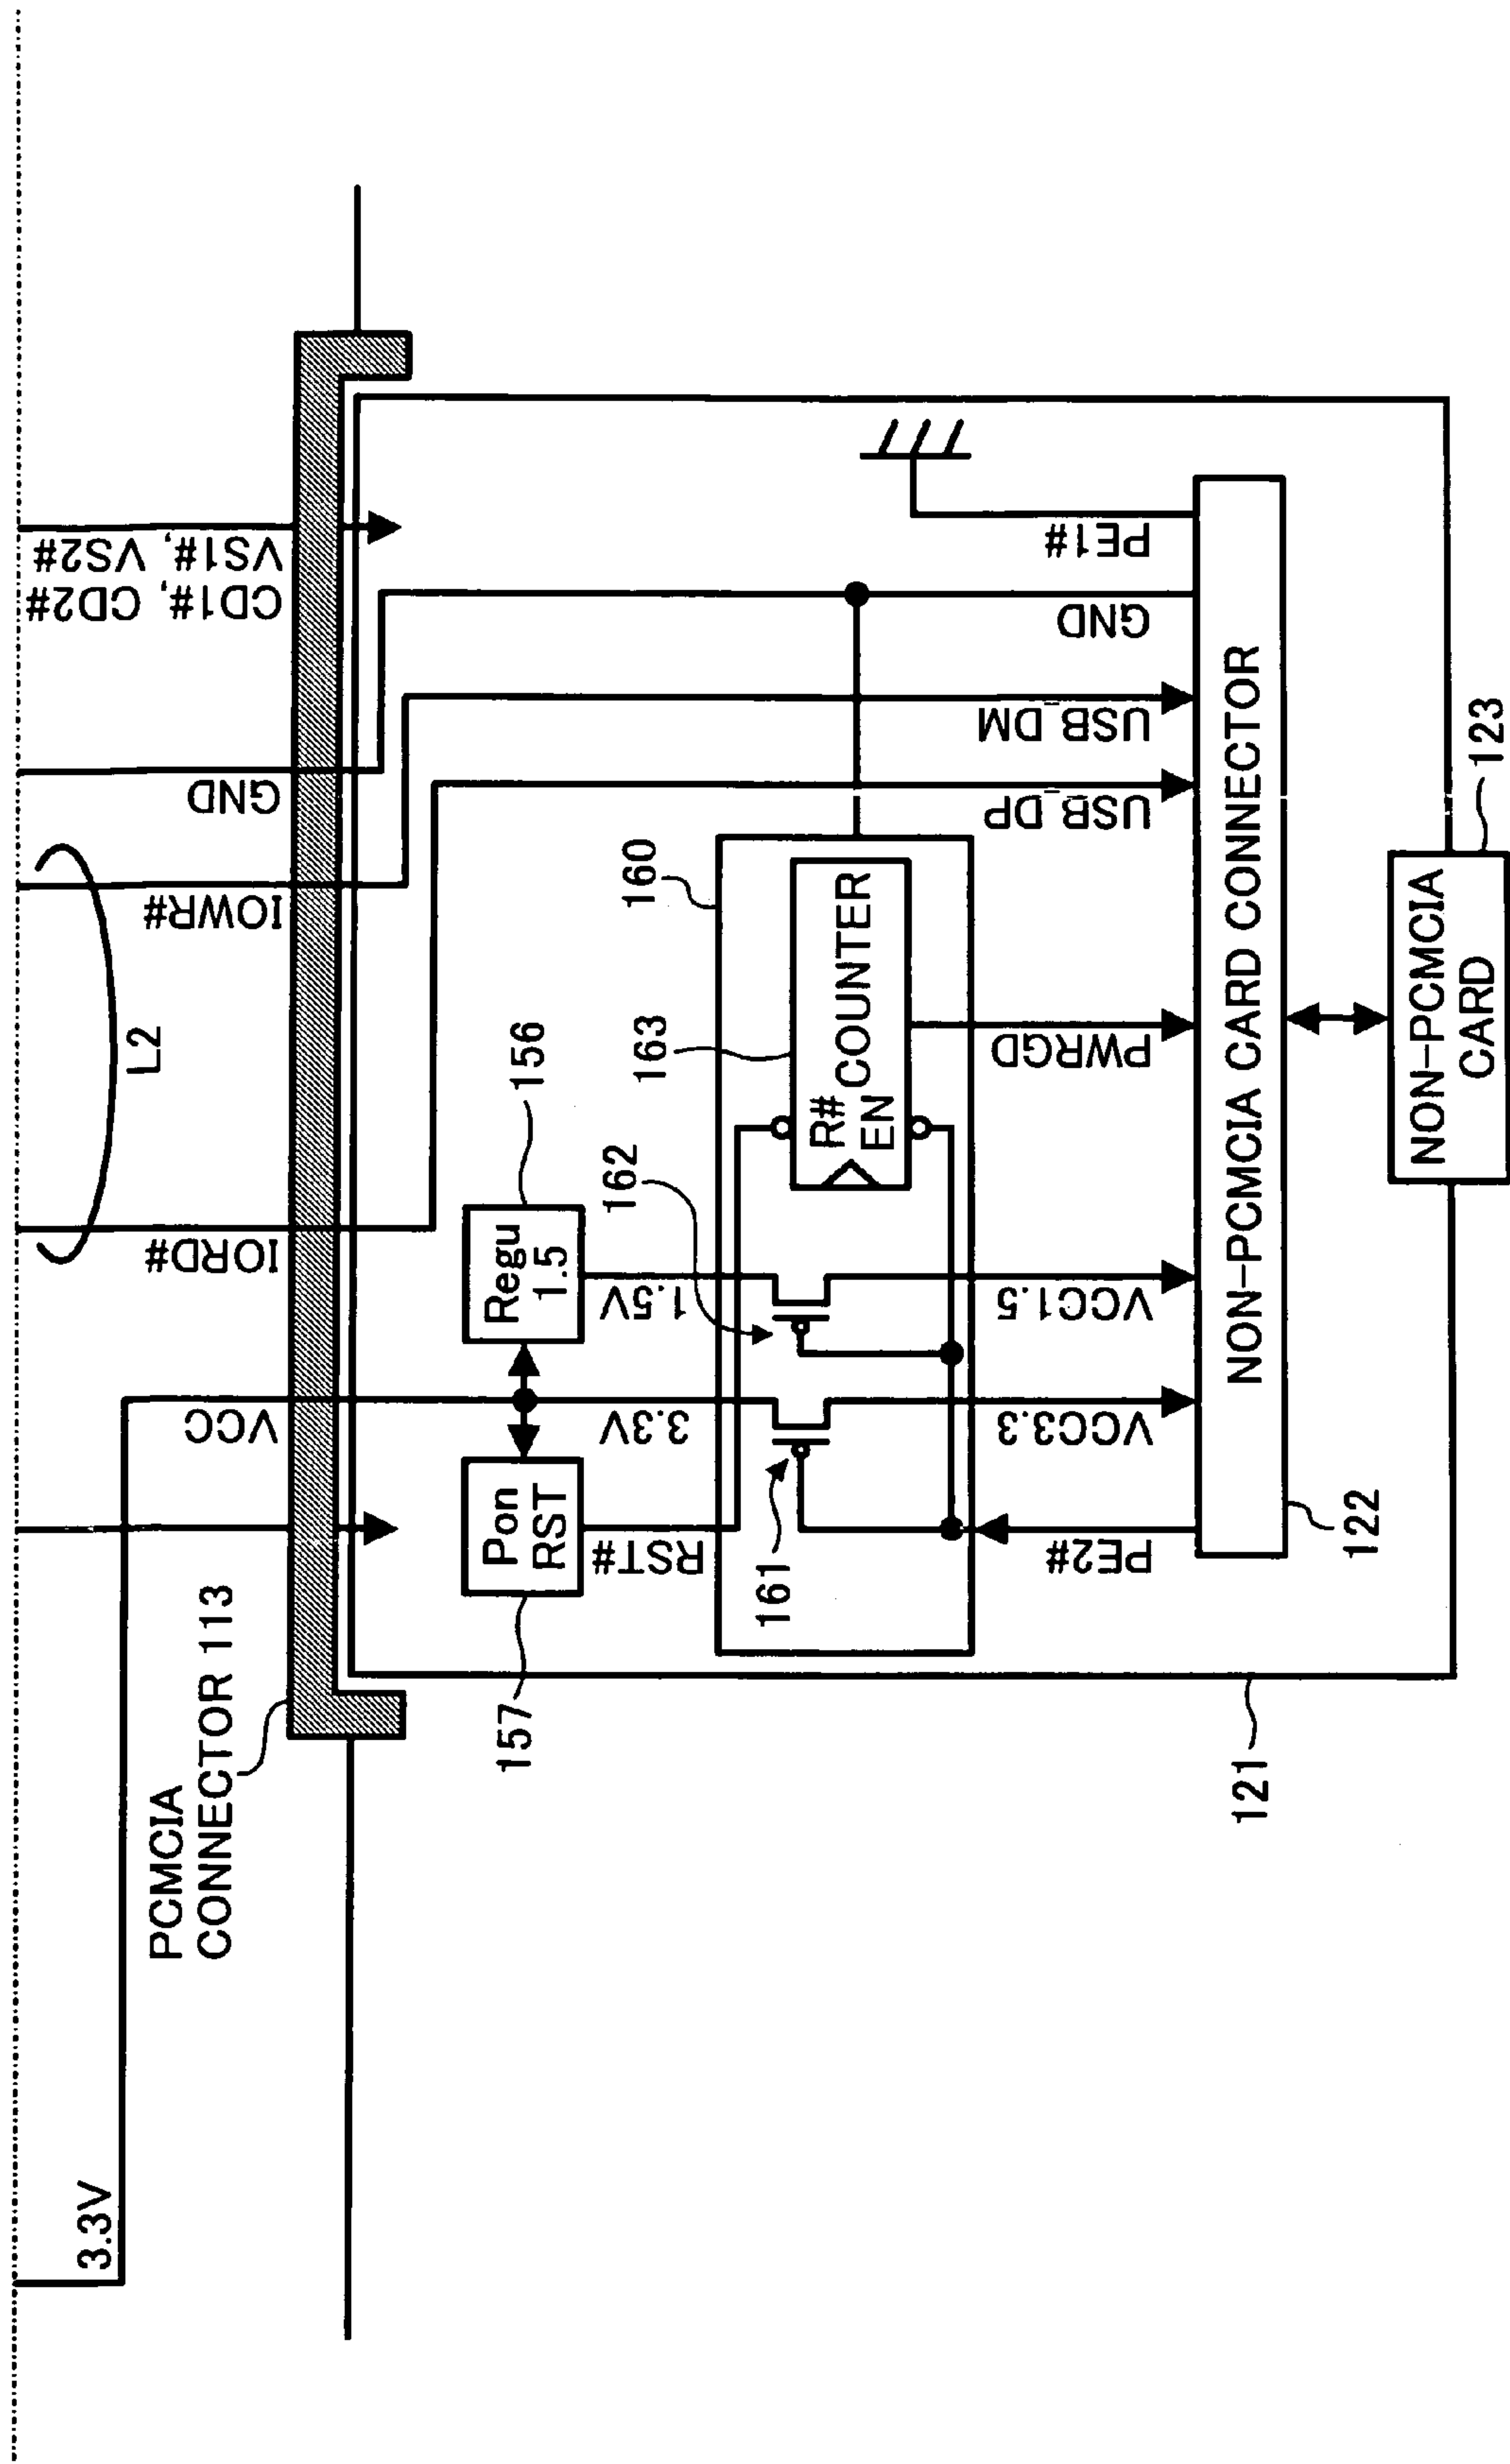 3.3V
PCMCIA
CONNECTOR 113
VCC
IORD#
L2
IOWR#
GND
CD1#, CD2#
VS1#, VS2#
157
Pon
RST
Regu
1.5
156
RST#
3.3V
1.5V
161
162
163
160
R#
EN
COUNTER
PE2#
VCC3.3
VCC1.5
PWRGD
USB_DP
USB_DM
GND
PE1#
121
122
NON-PCMCIA CARD CONNECTOR
NON-PCMCIA
CARD
123